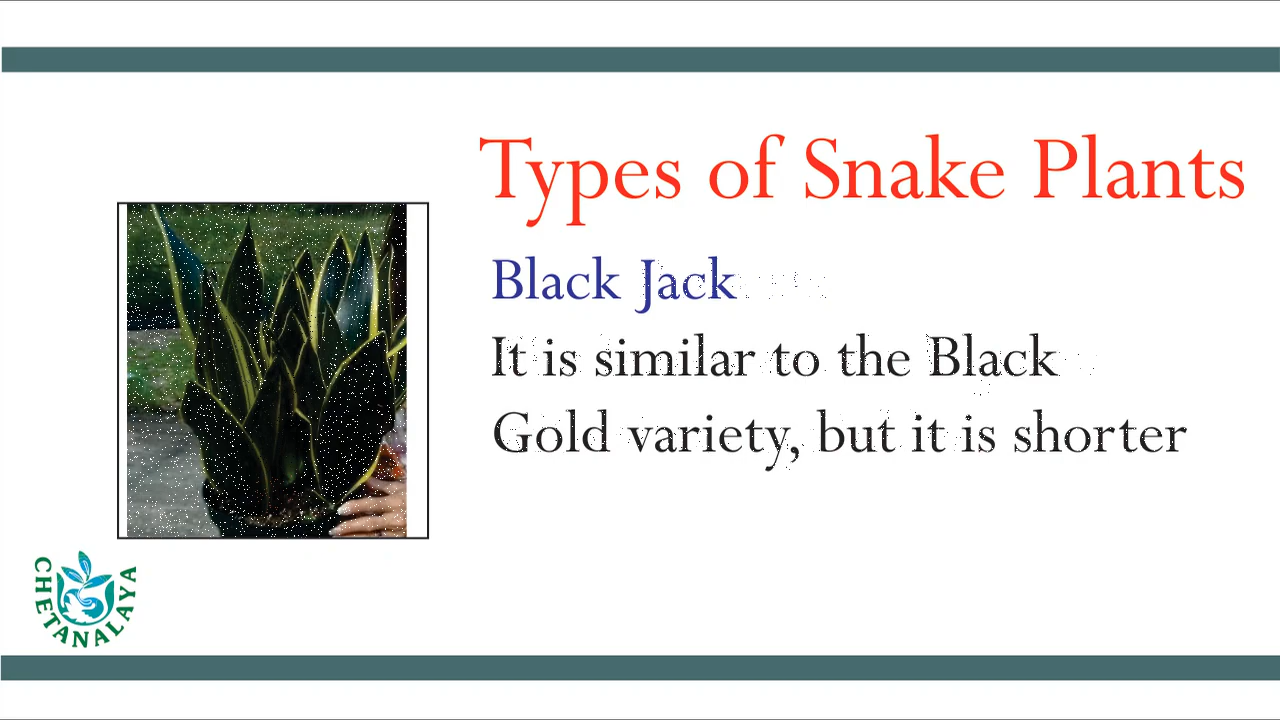 Types of Snake Plants
Black Jack
It is similar to the Black
Gold variety, but it is shorter
CHETANALAYA